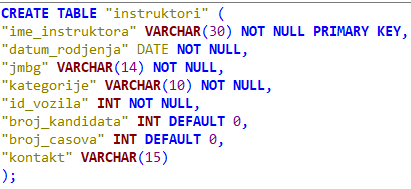 CREATE TABLE "instruktori" (
"ime_instruktora" VARCHAR(30) NOT NULL PRIMARY KEY,
"datum_rodjenja" DATE NOT NULL,
"jmbg" VARCHAR(14) NOT NULL,
"kategorije" VARCHAR(10) NOT NULL,
"id_vozila" INT NOT NULL,
"broj_kandidata" INT DEFAULT 0,
"broj_casova" INT DEFAULT 0,
"kontakt" VARCHAR(15)
);